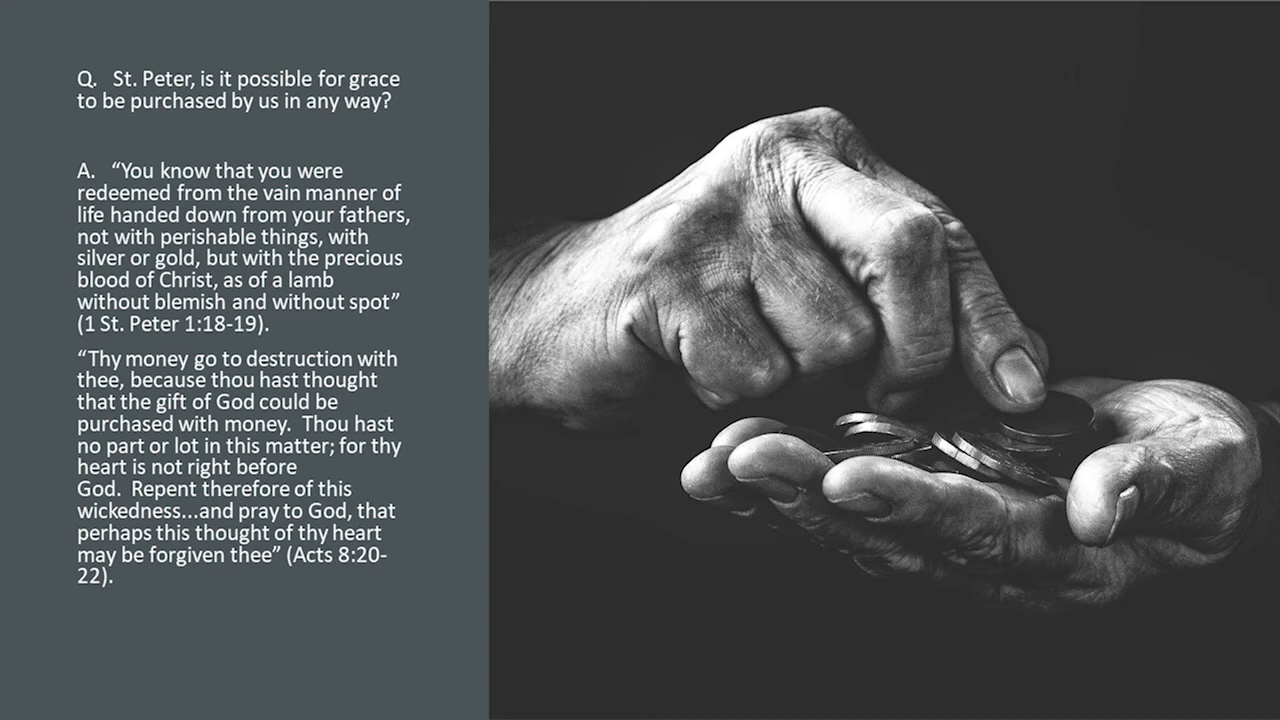 Q. St. Peter, is it possible for grace
to be purchased by us in any way?
A. “You know that you were
redeemed from the vain manner of
life handed down from your fathers,
not with perishable things, with
silver or gold, but with the precious
blood of Christ, as of a lamb
without blemish and without spot”
(1 St. Peter 1:18-19).
“Thy money go to destruction with
thee, because thou hast thought
that the gift of God could be
purchased with money. Thou hast
no part or lot in this matter; for thy
heart is not right before
God. Repent therefore of this
wickedness...and pray to God, that
perhaps this thought of thy heart
may be forgiven thee” (Acts 8:20-
22).